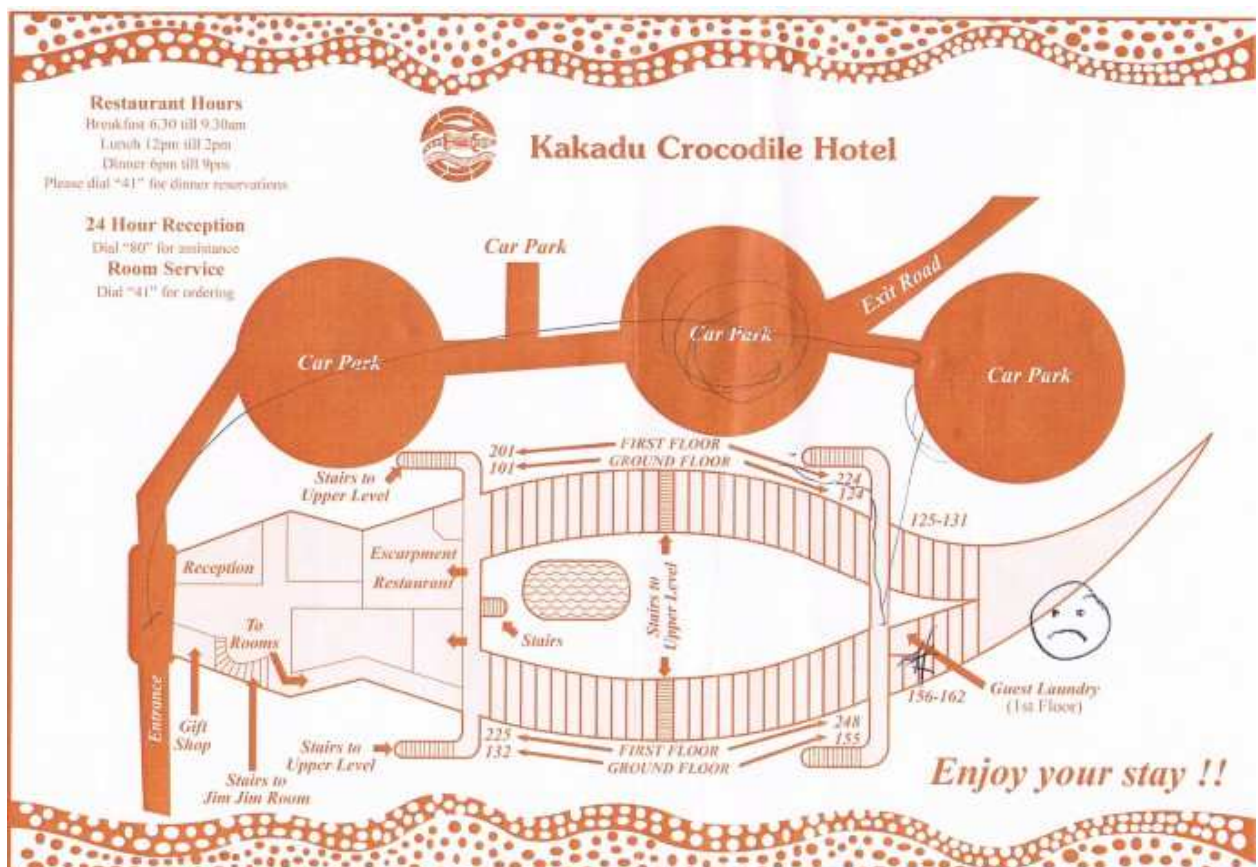 Restaurant Hours
Breakfast 6.30 till 9.30am
Lunch 12pm till 2pm
Dinner 6pm till 9pm
Please dial "41" for dinner reservations
24 Hour Reception
Dial "80" for assistance
Room Service
Dial "41" for ordering
Kakadu Crocodile Hotel
Car Park
Exit Road
Car Park
Car Park
Car Park
201 FIRST FLOOR 224
101 GROUND FLOOR 124
Stairs to
Upper Level
125-131
Reception
Escarpment
Restaurant
To
Rooms
Stairs
Stairs to
Upper Level
Entrance
Gift
Shop
Stairs to
Jim Jim Room
Stairs to
Upper Level
225 FIRST FLOOR 248
132 GROUND FLOOR 155
156-162
Guest Laundry
(1st Floor)
Enjoy your stay !!